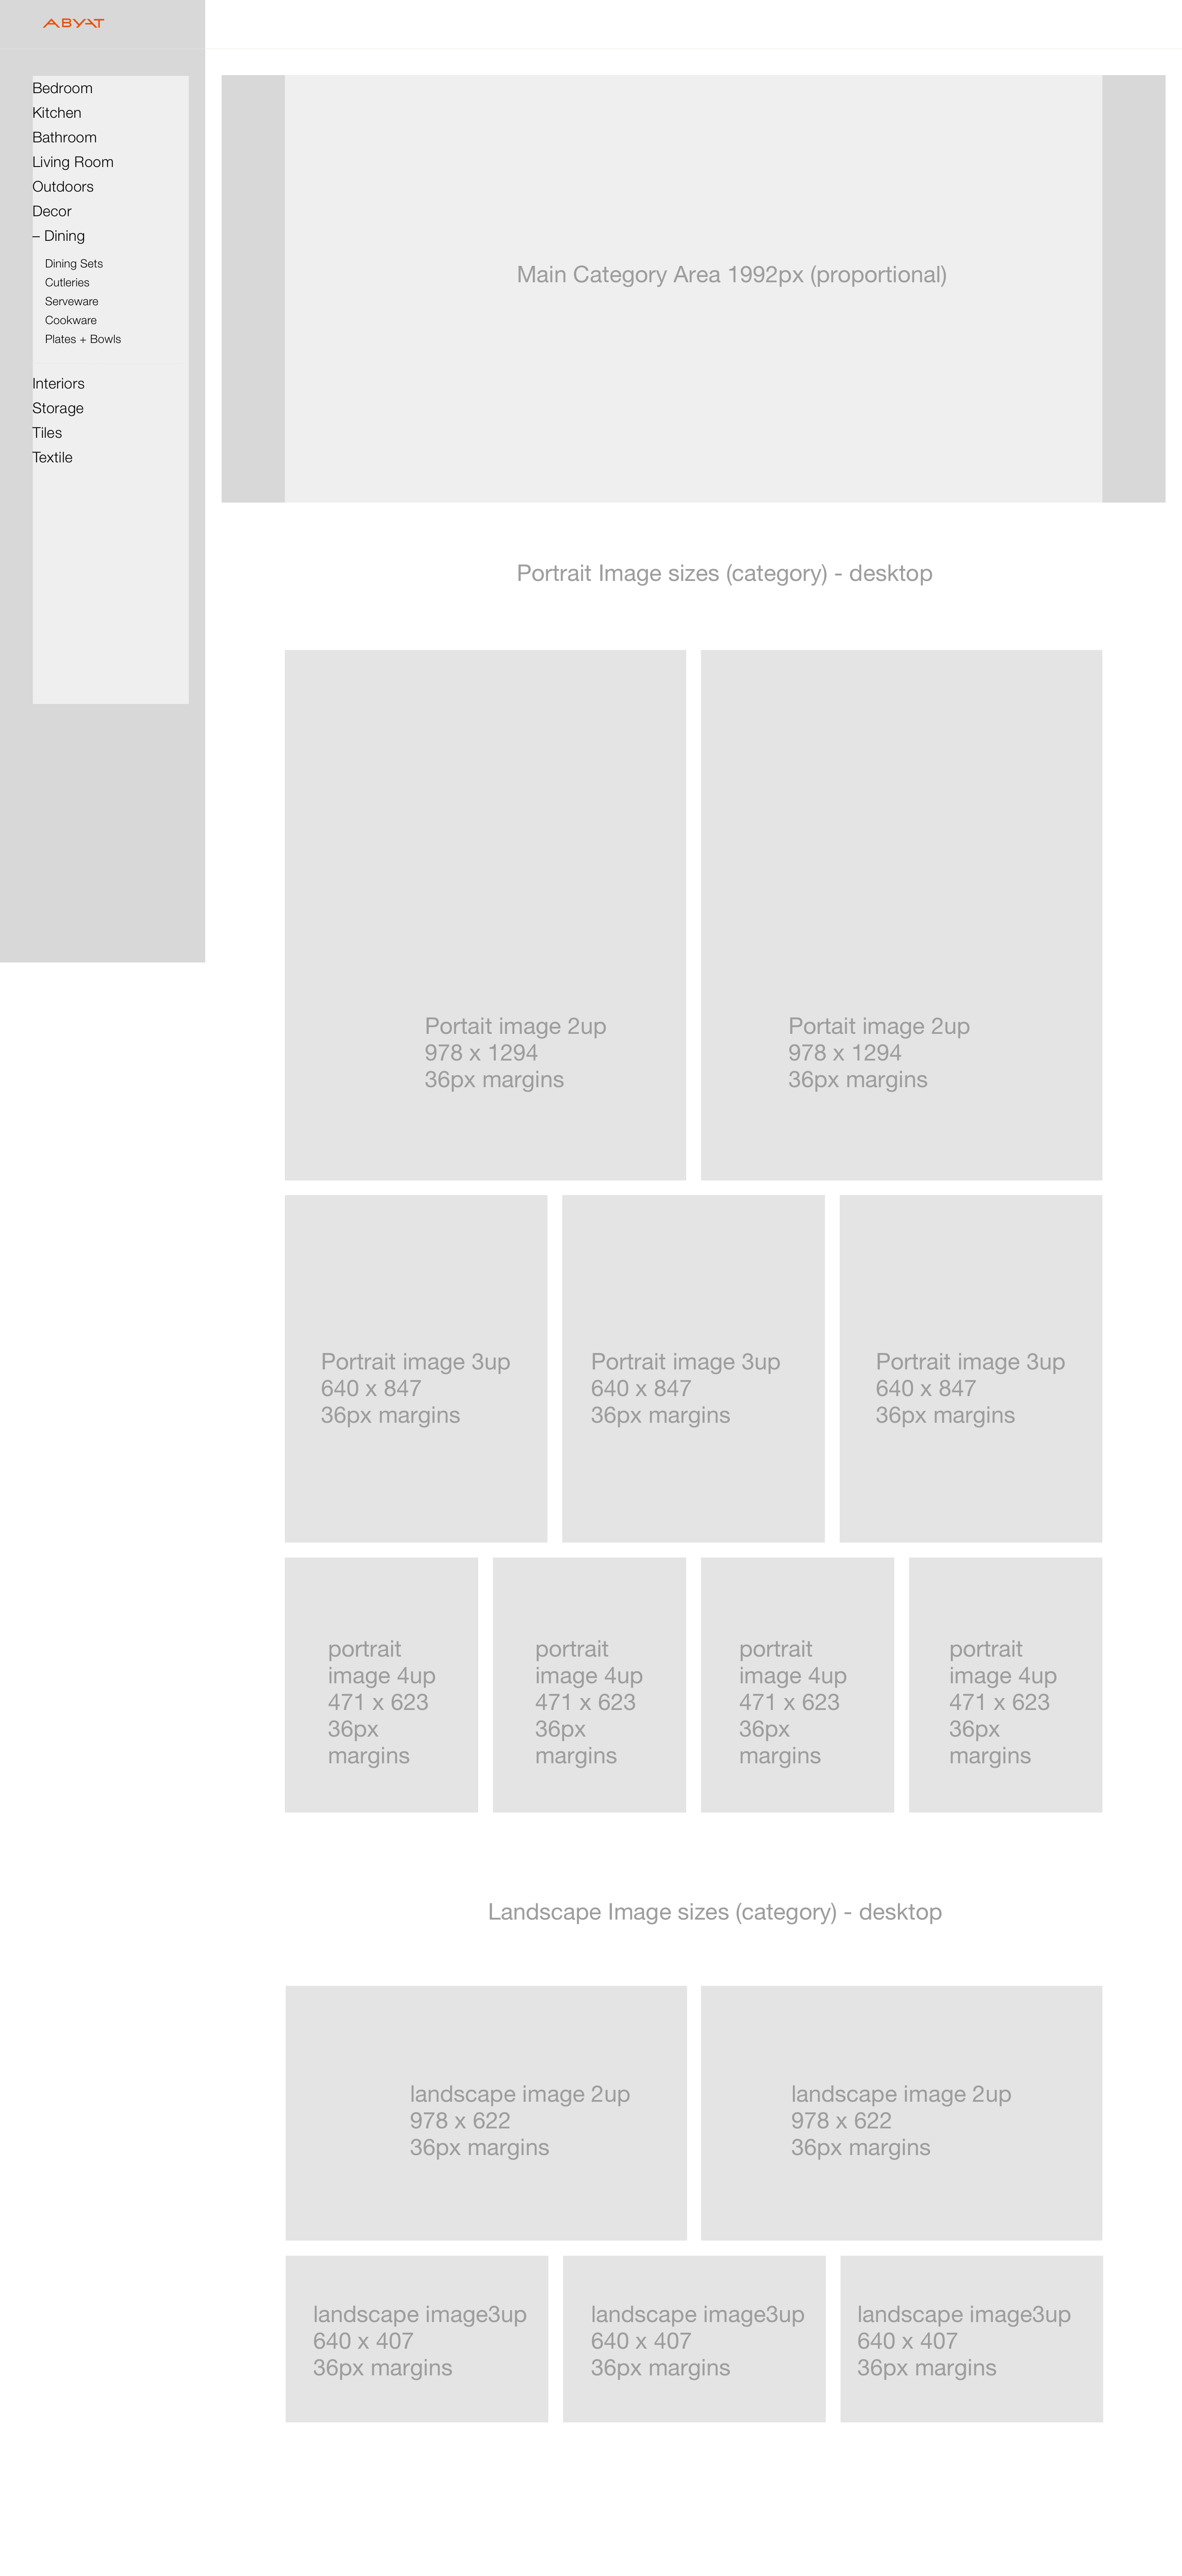 ABYAT
Bedroom
Kitchen
Bathroom
Living Room
Outdoors
Decor
– Dining
Dining Sets
Cutleries
Serveware
Cookware
Plates + Bowls
Interiors
Storage
Tiles
Textile
Main Category Area 1992px (proportional)
Portrait Image sizes (category) - desktop
Portait image 2up
978 x 1294
36px margins
Portait image 2up
978 x 1294
36px margins
Portrait image 3up
640 x 847
36px margins
Portrait image 3up
640 x 847
36px margins
Portrait image 3up
640 x 847
36px margins
portrait
image 4up
471 x 623
36px
margins
portrait
image 4up
471 x 623
36px
margins
portrait
image 4up
471 x 623
36px
margins
portrait
image 4up
471 x 623
36px
margins
Landscape Image sizes (category) - desktop
landscape image 2up
978 x 622
36px margins
landscape image 2up
978 x 622
36px margins
landscape image3up
640 x 407
36px margins
landscape image3up
640 x 407
36px margins
landscape image3up
640 x 407
36px margins